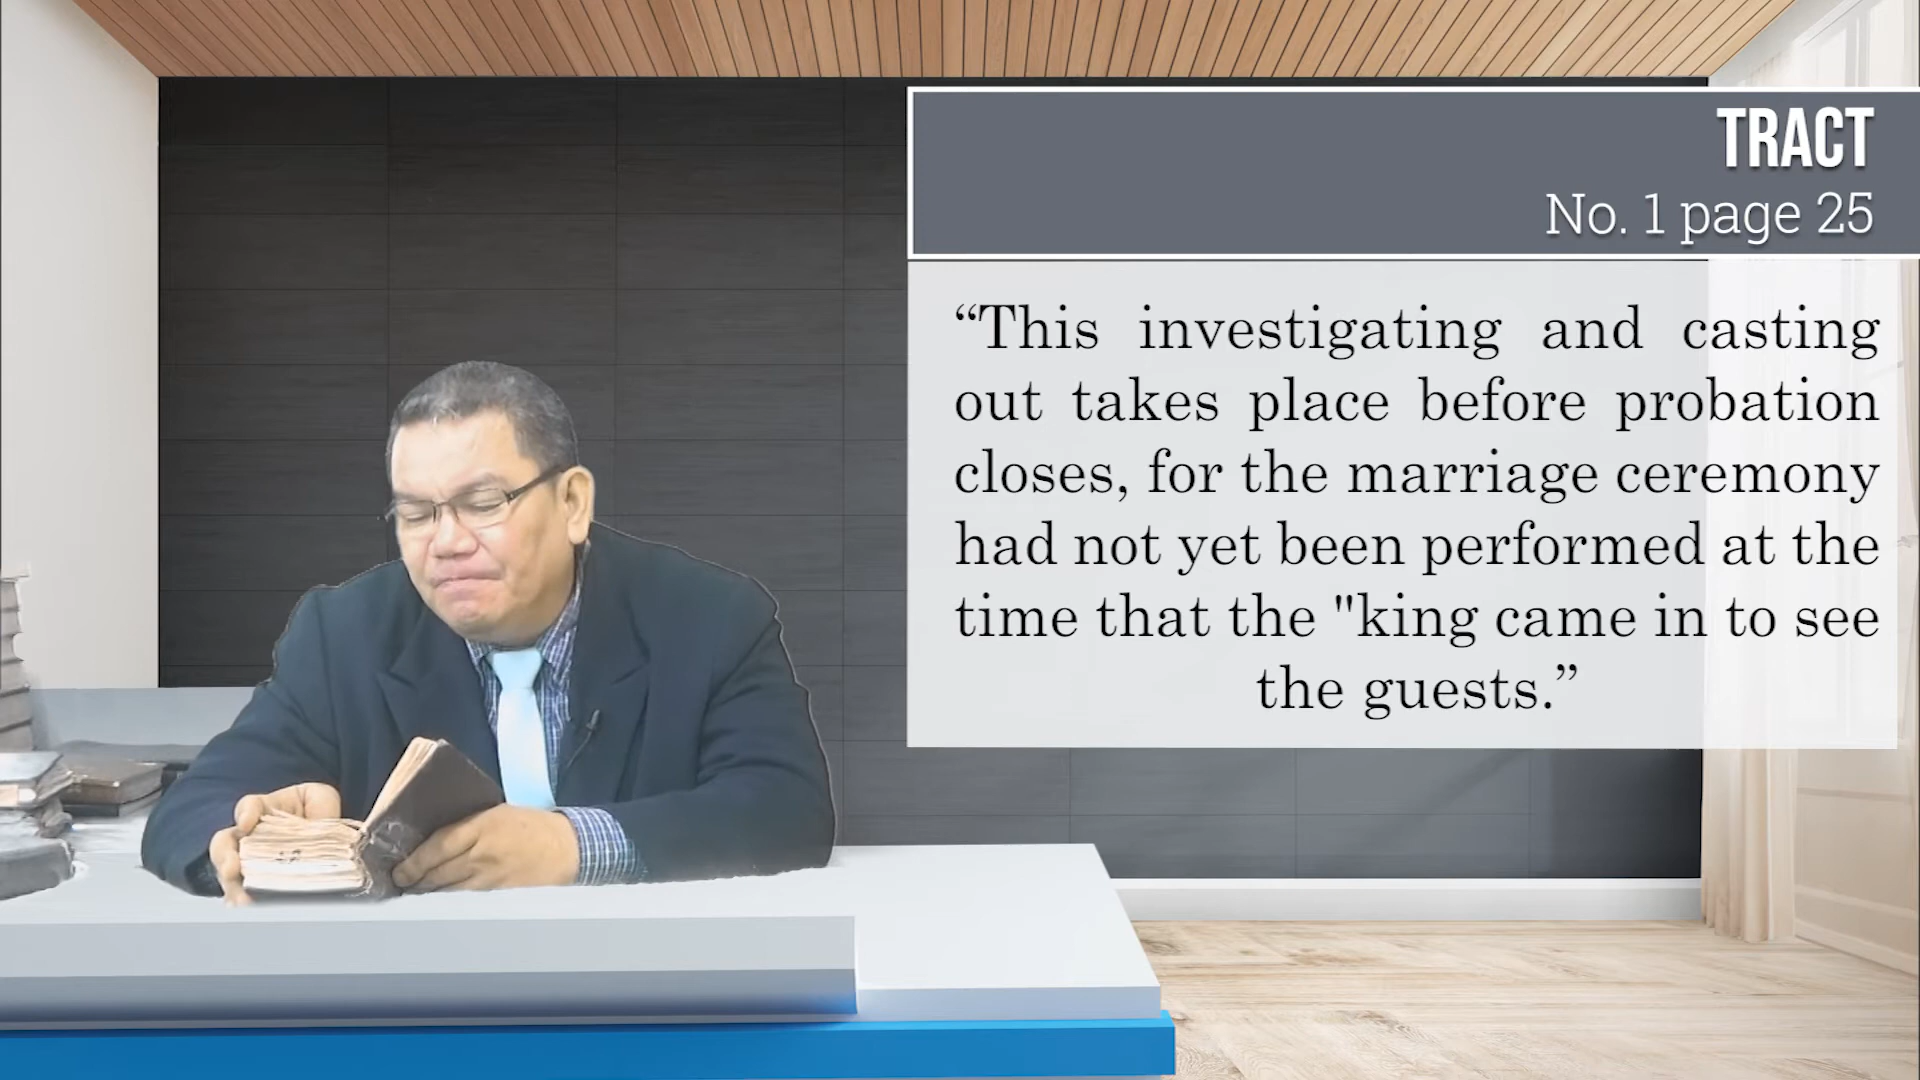 TRACT
No. 1 page 25
“This investigating and casting
out takes place before probation
closes, for the marriage ceremony
had not yet been performed at the
time that the "king came in to see
the guests.”